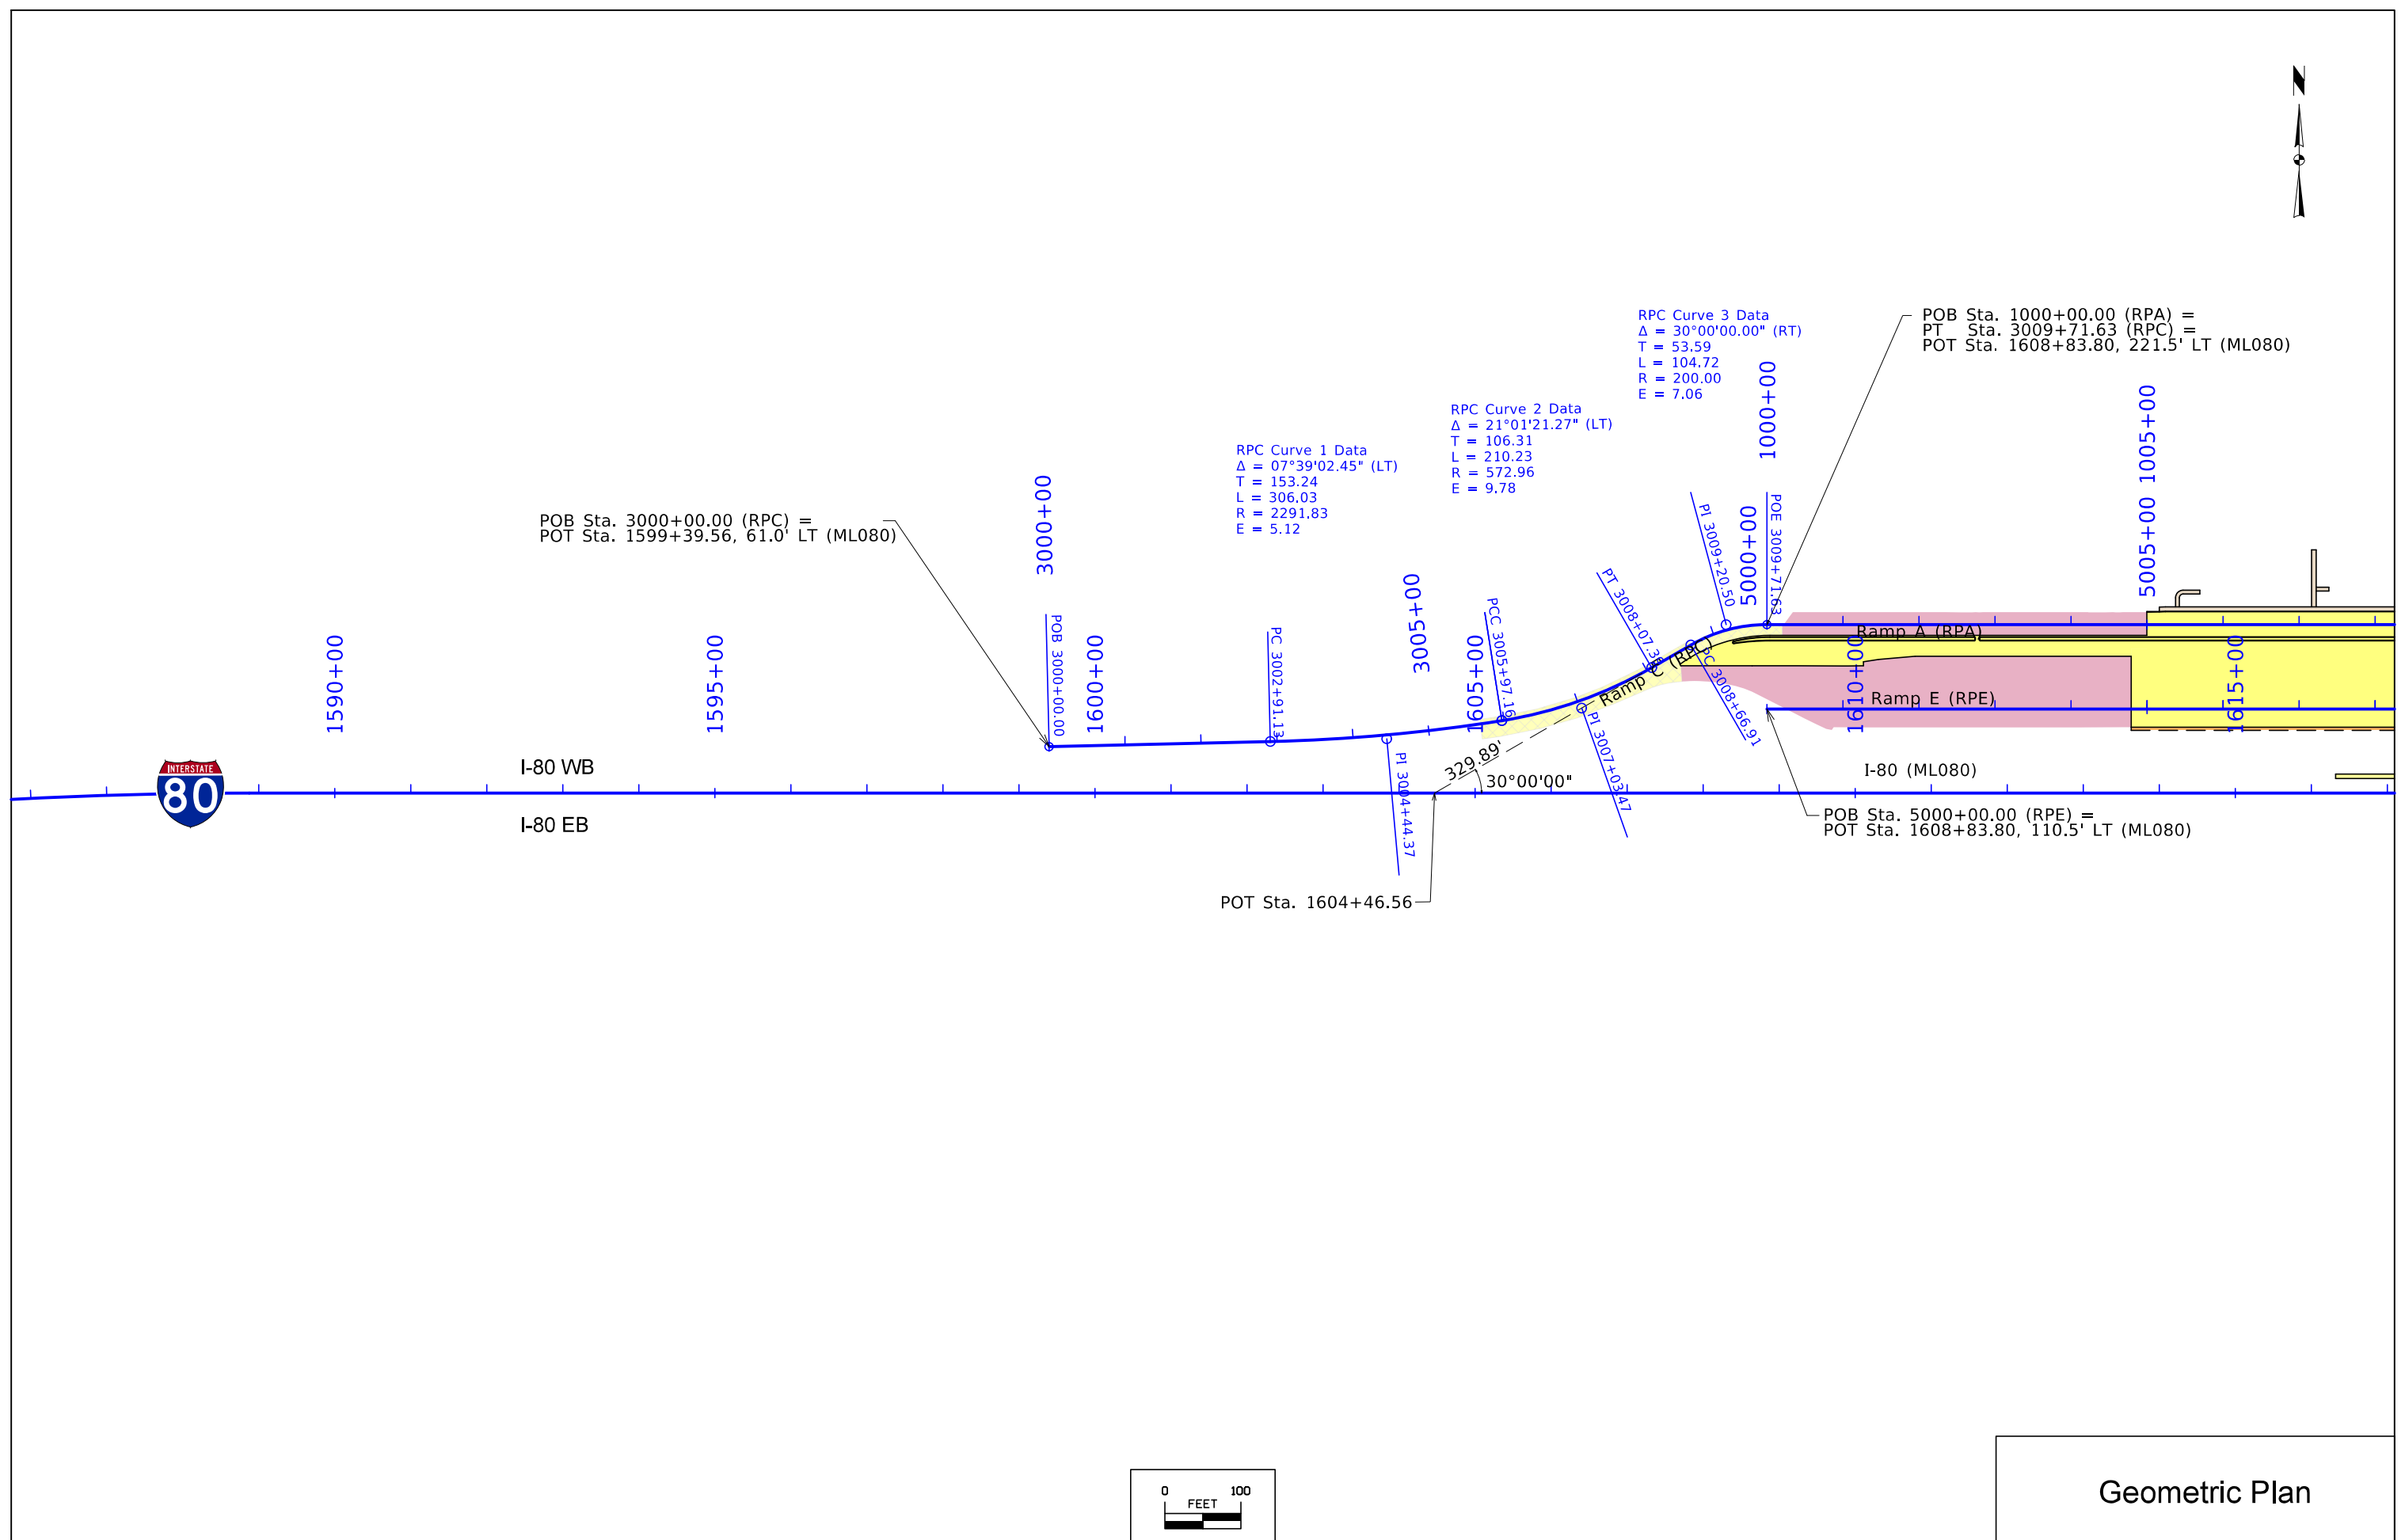 N
RPC Curve 3 Data
Δ = 30°00'00.00" (RT)
T = 53.59
L = 104.72
R = 200.00
E = 7.06
POB Sta. 1000+00.00 (RPA) =
PT Sta. 3009+71.63 (RPC) =
POT Sta. 1608+83.80, 221.5' LT (ML080)
1000+00
RPC Curve 2 Data
Δ = 21°01'21.27" (LT)
T = 106.31
L = 210.23
R = 572.96
E = 9.78
RPC Curve 1 Data
Δ = 07°39'02.45" (LT)
T = 153.24
L = 306.03
R = 2291.83
E = 5.12
POB Sta. 3000+00.00 (RPC) =
POT Sta. 1599+39.56, 61.0' LT (ML080)
3000+00
3005+00
5000+00
5005+00 1005+00
POB 3000+00.00
PC 3002+91.13
PI 3004+44.37
PCC 3005+97.16
PI 3007+03.47
PT 3008+07.39
PC 3008+66.91
PI 3009+20.50
POE 3009+71.63
Ramp A (RPA)
Ramp C (RPC)
Ramp E (RPE)
1590+00
1595+00
1600+00
1605+00
1610+00
1615+00
329.89'
30°00'00"
I-80 WB
INTERSTATE
80
I-80 EB
I-80 (ML080)
POB Sta. 5000+00.00 (RPE) =
POT Sta. 1608+83.80, 110.5' LT (ML080)
POT Sta. 1604+46.56
0 100
FEET
Geometric Plan